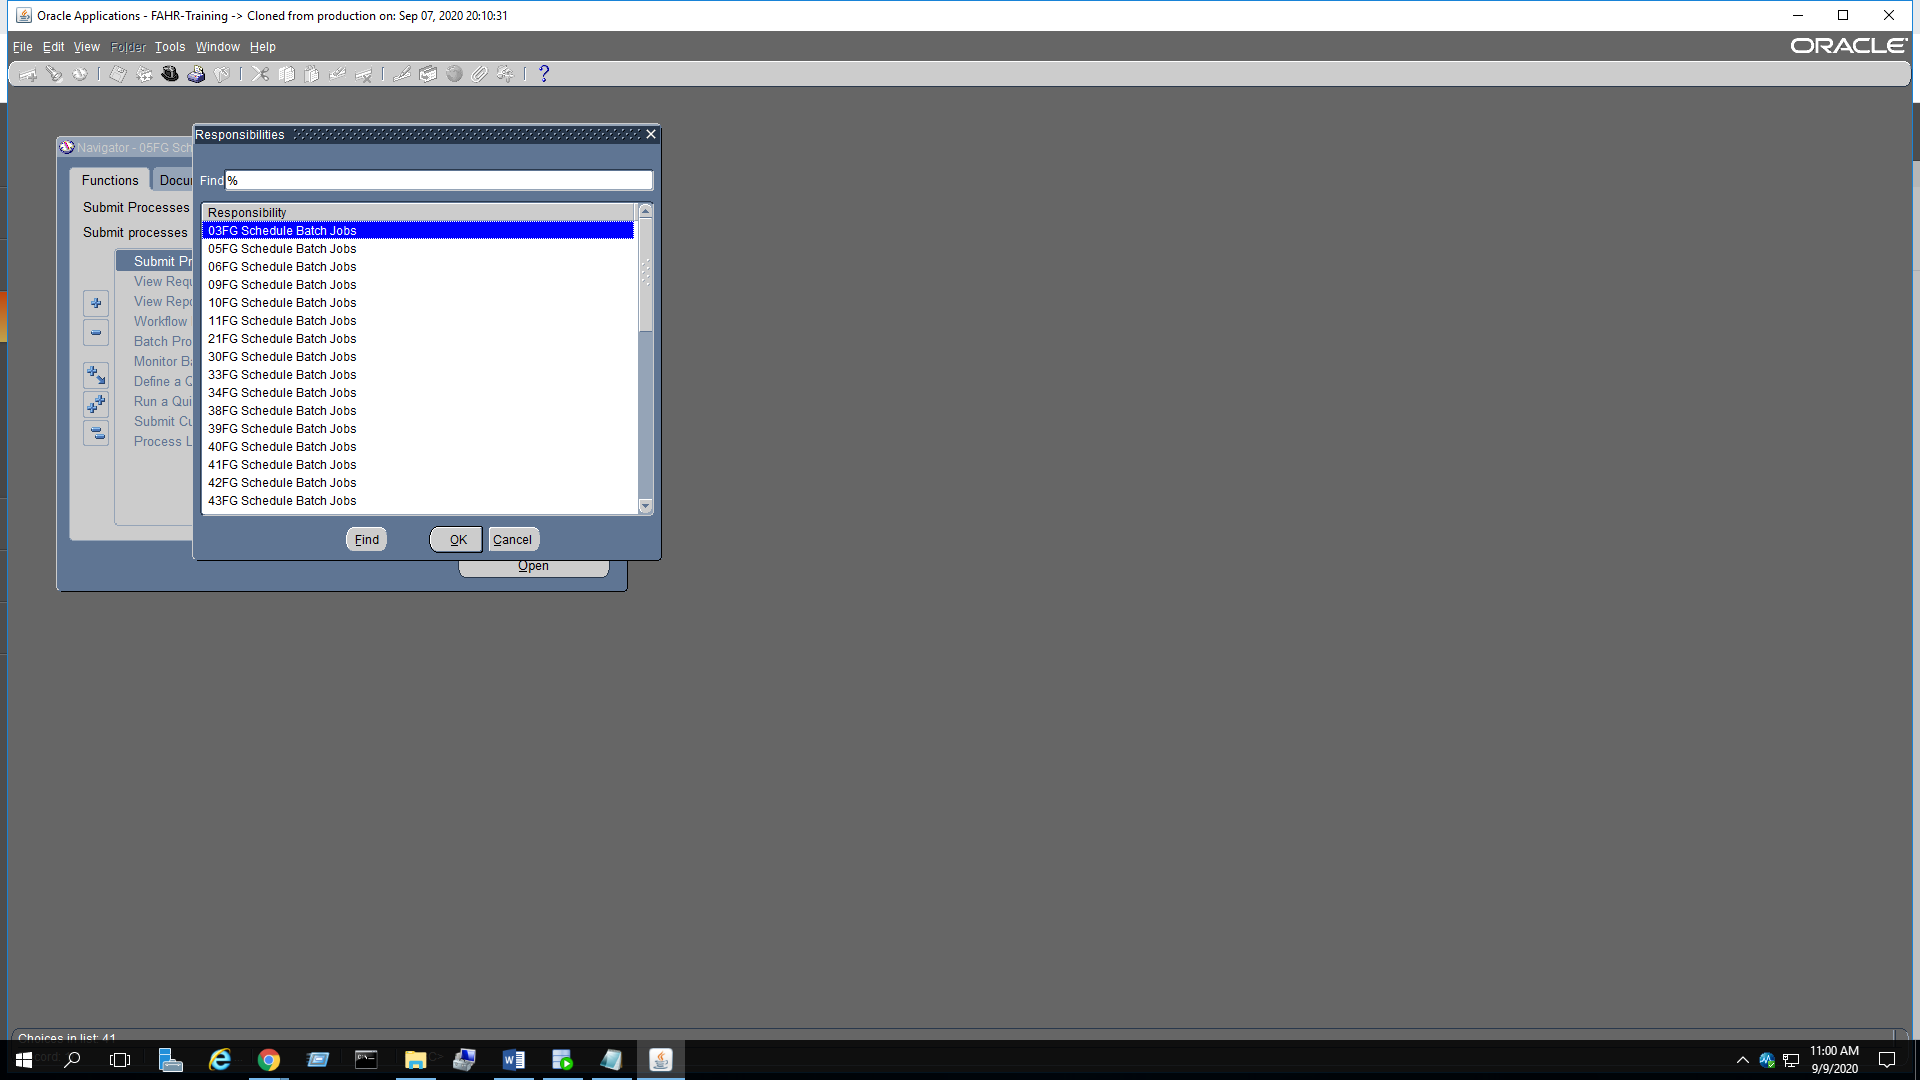 Oracle Applications - FAHR-Training -> Cloned from production on: Sep 07, 2020 20:10:31
File Edit View Folder Tools Window Help
ORACLE
Responsibilities
Navigator - 05FG Sch
Functions Docu
Find %
Submit Processes
Submit processes
Responsibility
03FG Schedule Batch Jobs
05FG Schedule Batch Jobs
06FG Schedule Batch Jobs
09FG Schedule Batch Jobs
10FG Schedule Batch Jobs
11FG Schedule Batch Jobs
21FG Schedule Batch Jobs
30FG Schedule Batch Jobs
33FG Schedule Batch Jobs
34FG Schedule Batch Jobs
38FG Schedule Batch Jobs
39FG Schedule Batch Jobs
40FG Schedule Batch Jobs
41FG Schedule Batch Jobs
42FG Schedule Batch Jobs
43FG Schedule Batch Jobs
Submit Pr
View Requ
View Repo
Workflow
Batch Pro
Monitor Ba
Define a Q
Run a Qui
Submit Cu
Process L
Find OK Cancel
Open
Choices in list: 41
11:00 AM
9/9/2020